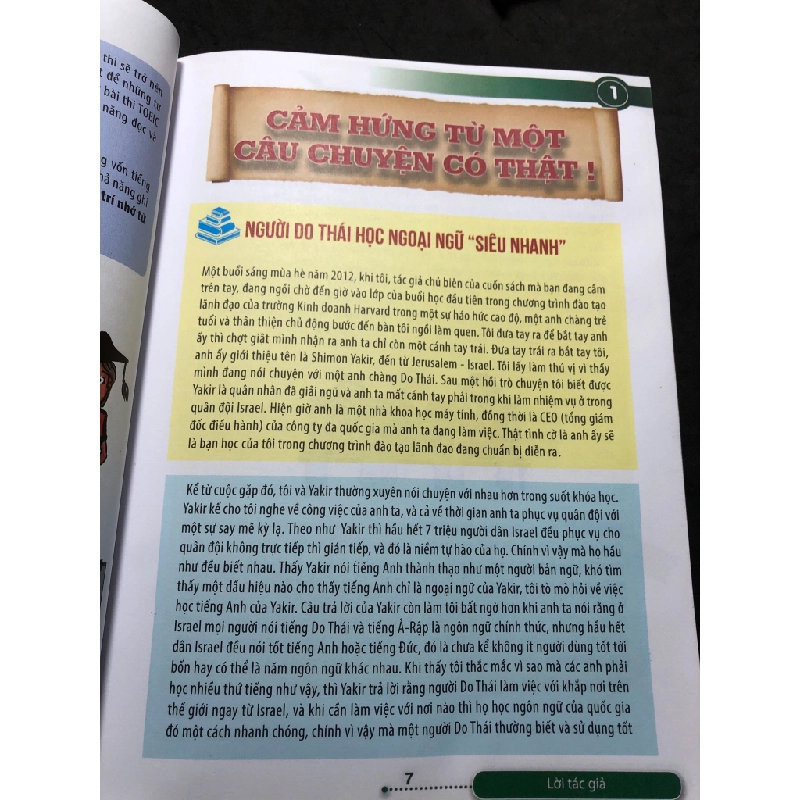 thi sẽ trở nên
t để những từ
bài thi TOEIC
năng đọc và
g vốn tiếng
hả năng ghi
trí nhớ từ
1
CẢM HỨNG TỪ MỘT
CÂU CHUYỆN CÓ THẬT !
NGƯỜI DO THÁI HỌC NGOẠI NGỮ "SIÊU NHANH"
Một buổi sáng mùa hè năm 2012, khi tôi, tác giả chủ biên của cuốn sách mà bạn đang cầm
trên tay, đang ngồi chờ đến giờ vào lớp của buổi học đầu tiên trong chương trình đào tạo
lãnh đạo của trường Kinh doanh Harvard trong một sự háo hức cao độ, một anh chàng trẻ
tuổi và thân thiện chủ động bước đến bàn tôi ngồi làm quen. Tôi đưa tay ra để bắt tay anh
ấy thì chợt giật mình nhận ra anh ta chỉ còn một cánh tay trái. Đưa tay trái ra bắt tay tôi,
anh ấy giới thiệu tên là Shimon Yakir, đến từ Jerusalem - Israel. Tôi lấy làm thú vị vì thấy
mình đang nói chuyện với một anh chàng Do Thái. Sau một hồi trò chuyện tôi biết được
Yakir là quân nhân đã giải ngũ và anh ta mất cánh tay phải trong khi làm nhiệm vụ ở trong
quân đội Israel. Hiện giờ anh là một nhà khoa học máy tính, đồng thời là CEO (tổng giám
đốc điều hành) của công ty đa quốc gia mà anh ta đang làm việc. Thật tình cờ là anh ấy sẽ
là bạn học của tôi trong chương trình đào tạo lãnh đạo đang chuẩn bị diễn ra.
Kể từ cuộc gặp đó, tôi và Yakir thường xuyên nói chuyện với nhau hơn trong suốt khóa học.
Yakir kể cho tôi nghe về công việc của anh ta, và cả về thời gian anh ta phục vụ quân đội với
một sự say mê kỳ lạ. Theo như Yakir thì hầu hết 7 triệu người dân Israel đều phục vụ cho
quân đội không trực tiếp thì gián tiếp, và đó là niềm tự hào của họ. Chính vì vậy mà họ hầu
như đều biết nhau. Thấy Yakir nói tiếng Anh thành thạo như một người bản ngữ, khó tìm
thấy một dấu hiệu nào cho thấy tiếng Anh chỉ là ngoại ngữ của Yakir, tôi tò mò hỏi về việc
học tiếng Anh của Yakir. Câu trả lời của Yakir còn làm tôi bất ngờ hơn khi anh ta nói rằng ở
Israel mọi người nói tiếng Do Thái và tiếng Ả-Rập là ngôn ngữ chính thức, nhưng hầu hết
dân Israel đều nói tốt tiếng Anh hoặc tiếng Đức, đó là chưa kể không ít người dùng tốt tới
bốn hay có thể là năm ngôn ngữ khác nhau. Khi thấy tôi thắc mắc vì sao mà các anh phải
học nhiều thứ tiếng như vậy, thì Yakir trả lời rằng người Do Thái làm việc với khắp nơi trên
thế giới ngay từ Israel, và khi cần làm việc với nơi nào thì họ học ngôn ngữ của quốc gia
đó một cách nhanh chóng, chính vì vậy mà một người Do Thái thường biết và sử dụng tốt
7
Lời tác giả